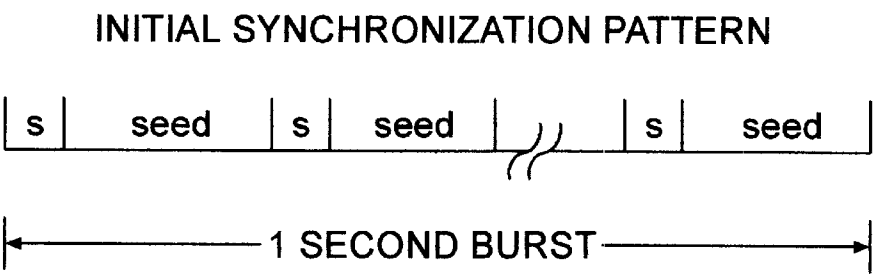 INITIAL SYNCHRONIZATION PATTERN
s seed s seed s seed
1 SECOND BURST